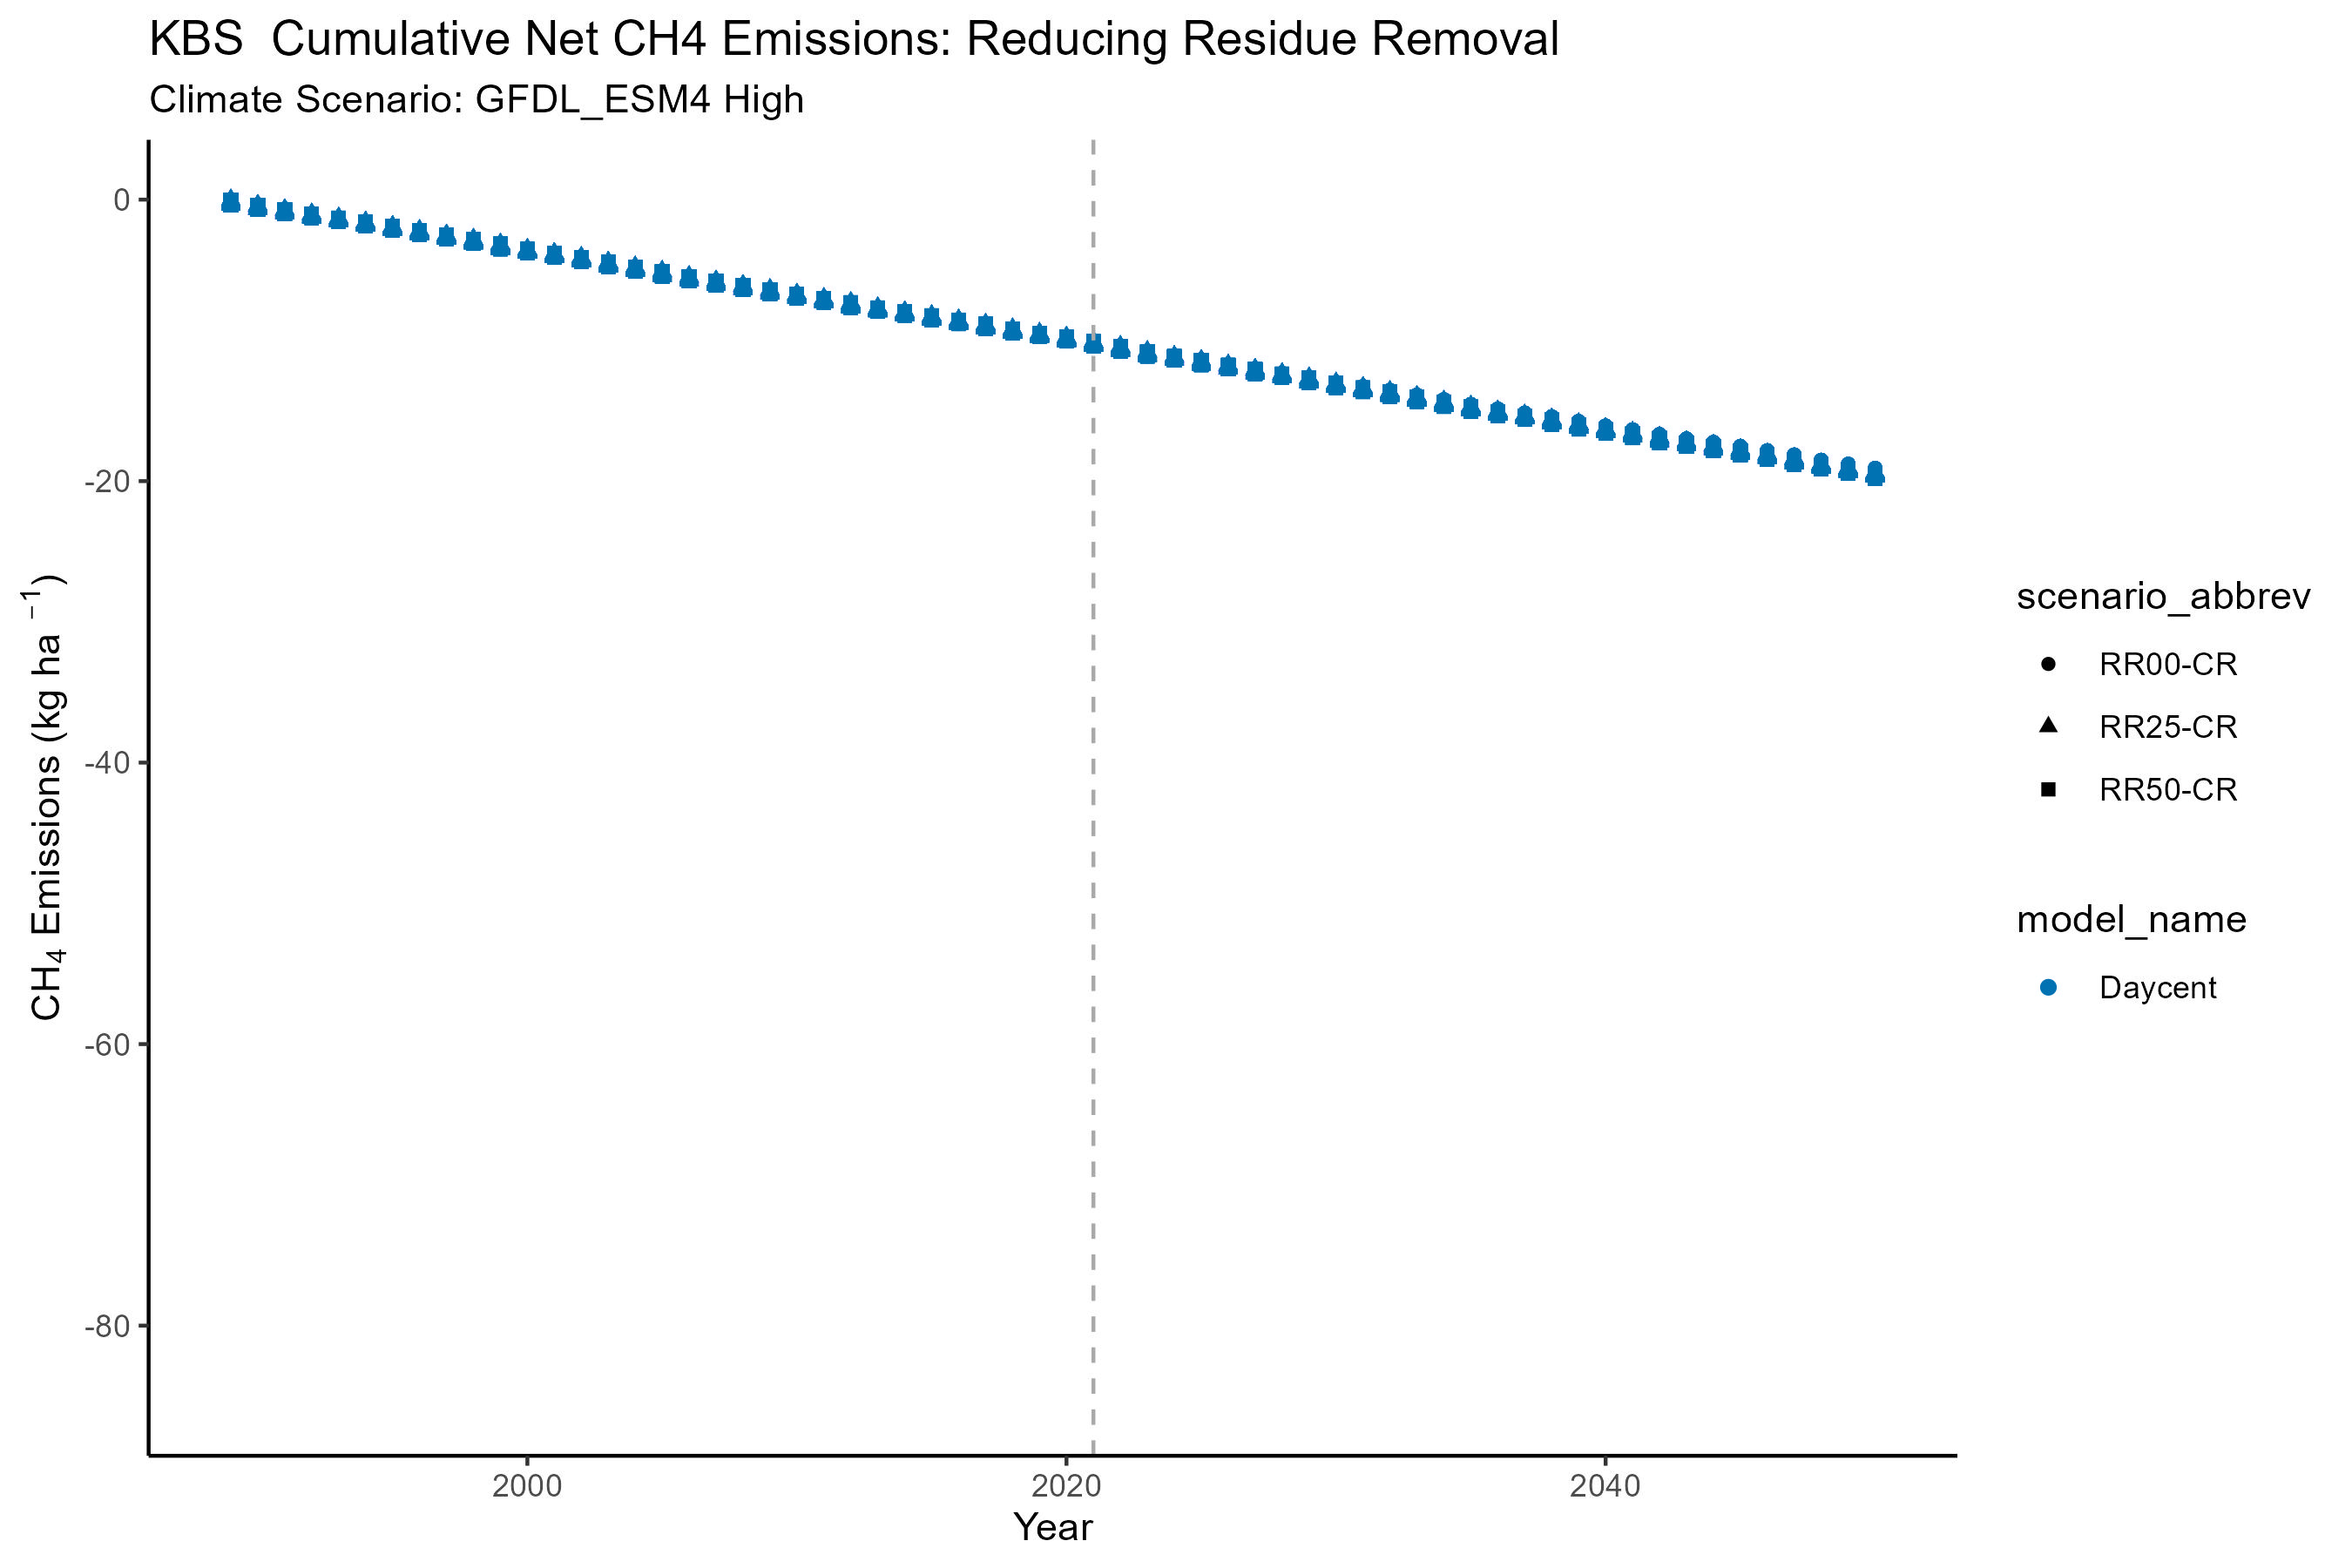 KBS  Cumulative Net CH4 Emissions: Reducing Residue Removal
Climate Scenario: GFDL_ESM4 High
CH₄ Emissions (kg ha ⁻¹)
0
-20
-40
-60
-80
2000
2020
2040
Year
scenario_abbrev
RR00-CR
RR25-CR
RR50-CR
model_name
Daycent